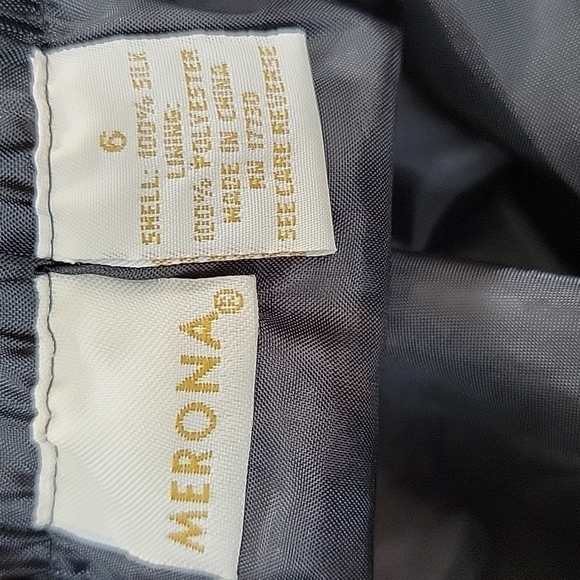 MERONA®
6
SHELL: 100% SILK
LINING:
100% POLYESTER
MADE IN CHINA
RN 17730
SEE CARE REVERSE